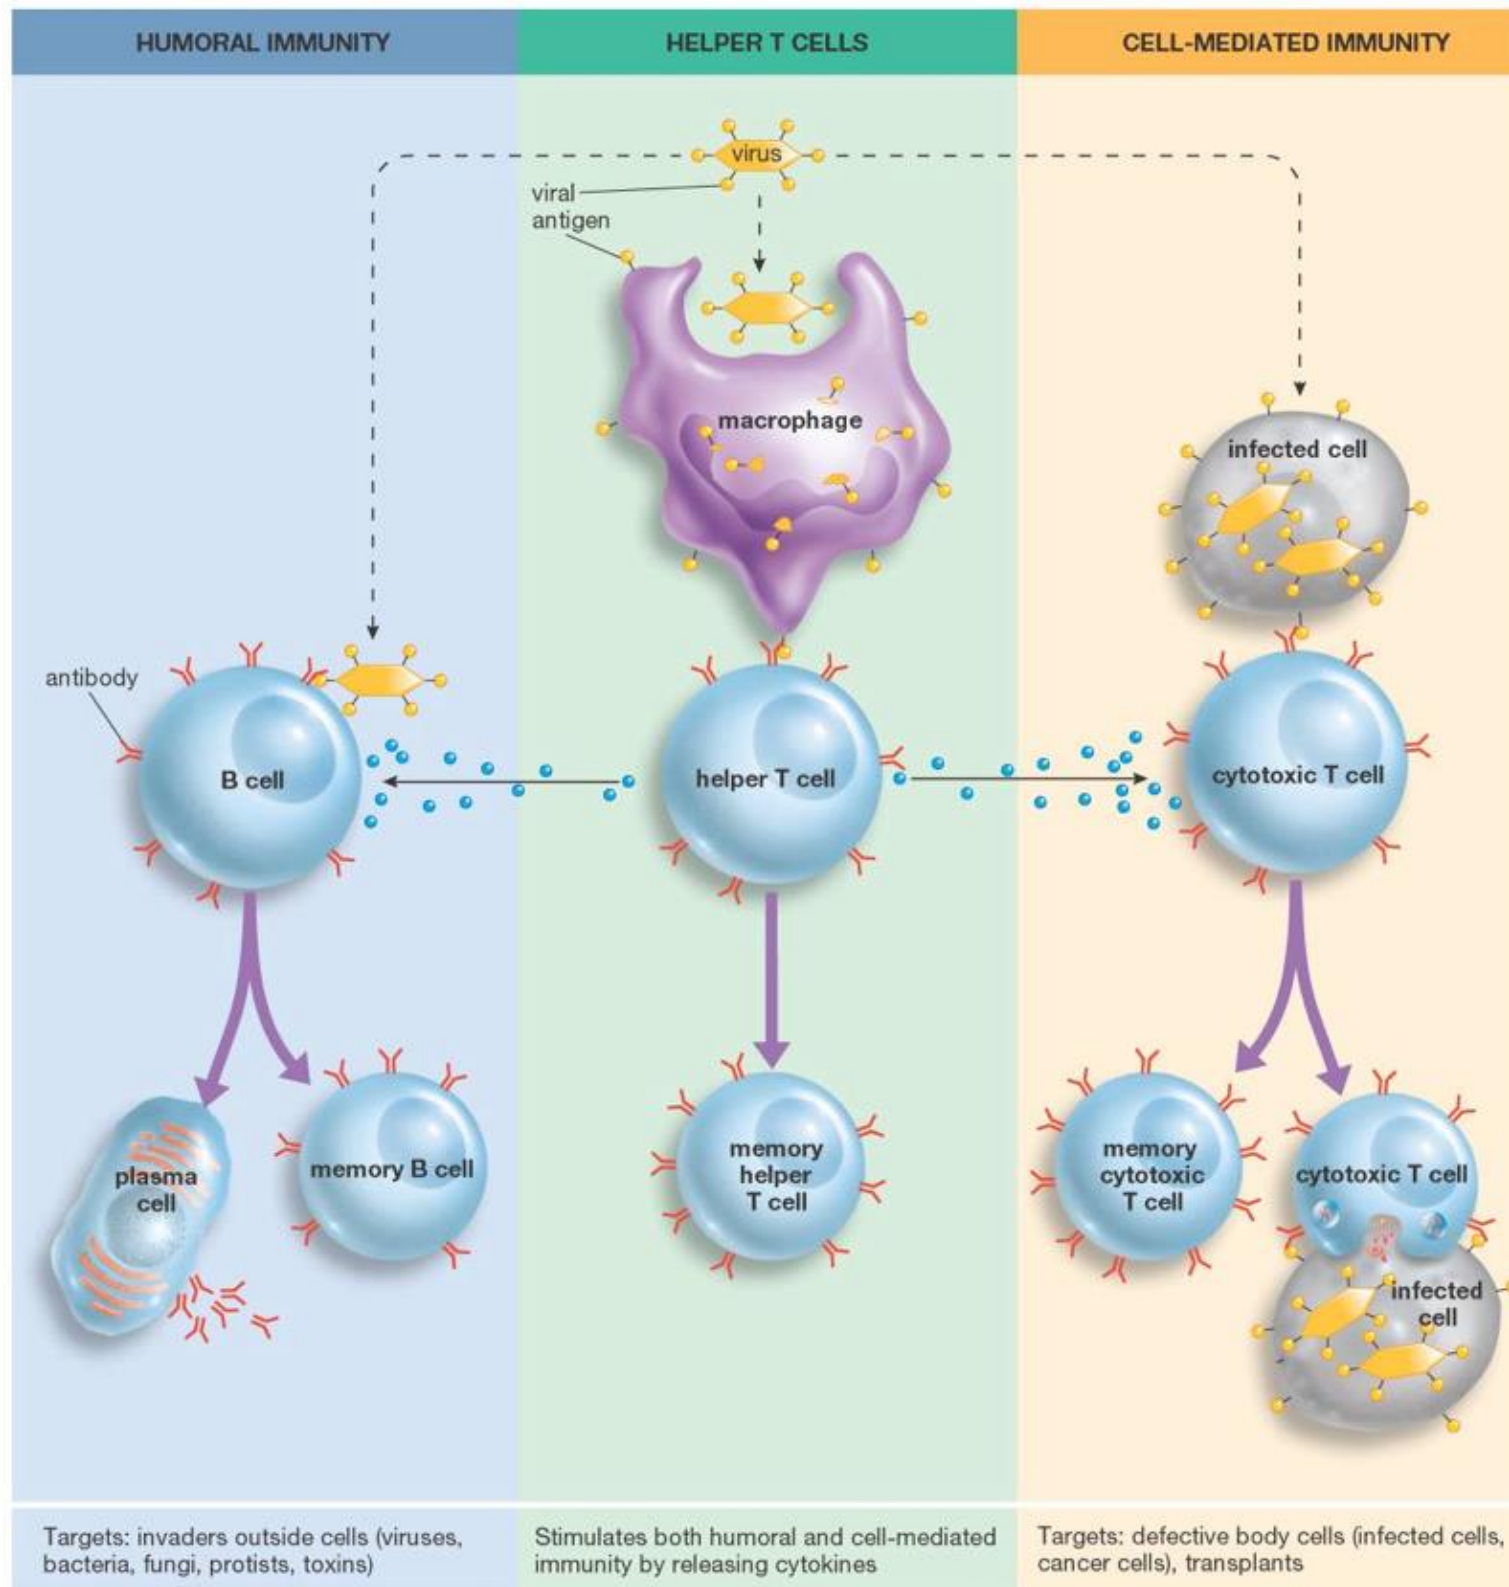 HUMORAL IMMUNITY
HELPER T CELLS
CELL-MEDIATED IMMUNITY
virus
viral
antigen
macrophage
infected cell
antibody
B cell
helper T cell
cytotoxic T cell
plasma
cell
memory B cell
memory
helper
T cell
memory
cytotoxic
T cell
cytotoxic T cell
infected
cell
Targets: invaders outside cells (viruses,
bacteria, fungi, protists, toxins)
Stimulates both humoral and cell-mediated
immunity by releasing cytokines
Targets: defective body cells (infected cells,
cancer cells), transplants